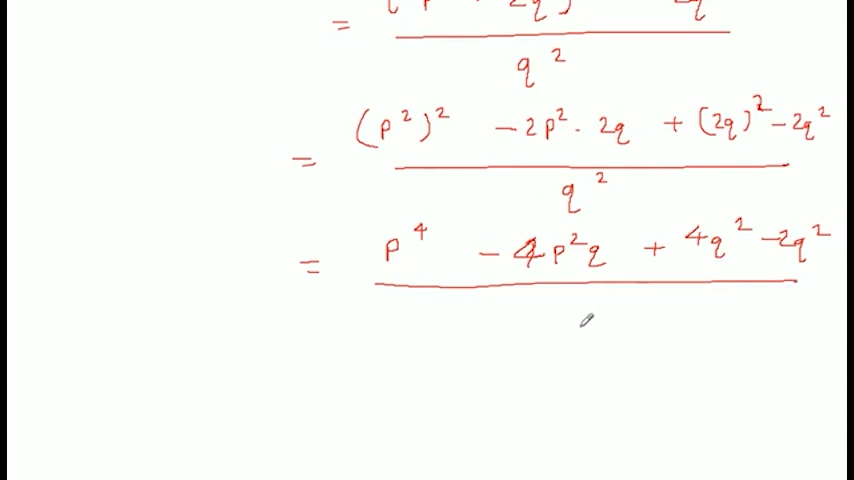 =
q²
(p²)² - 2p² . 2q + (2q)² - 2q²
=
q²
p⁴ - 4p²q + 4q² - 2q²
=